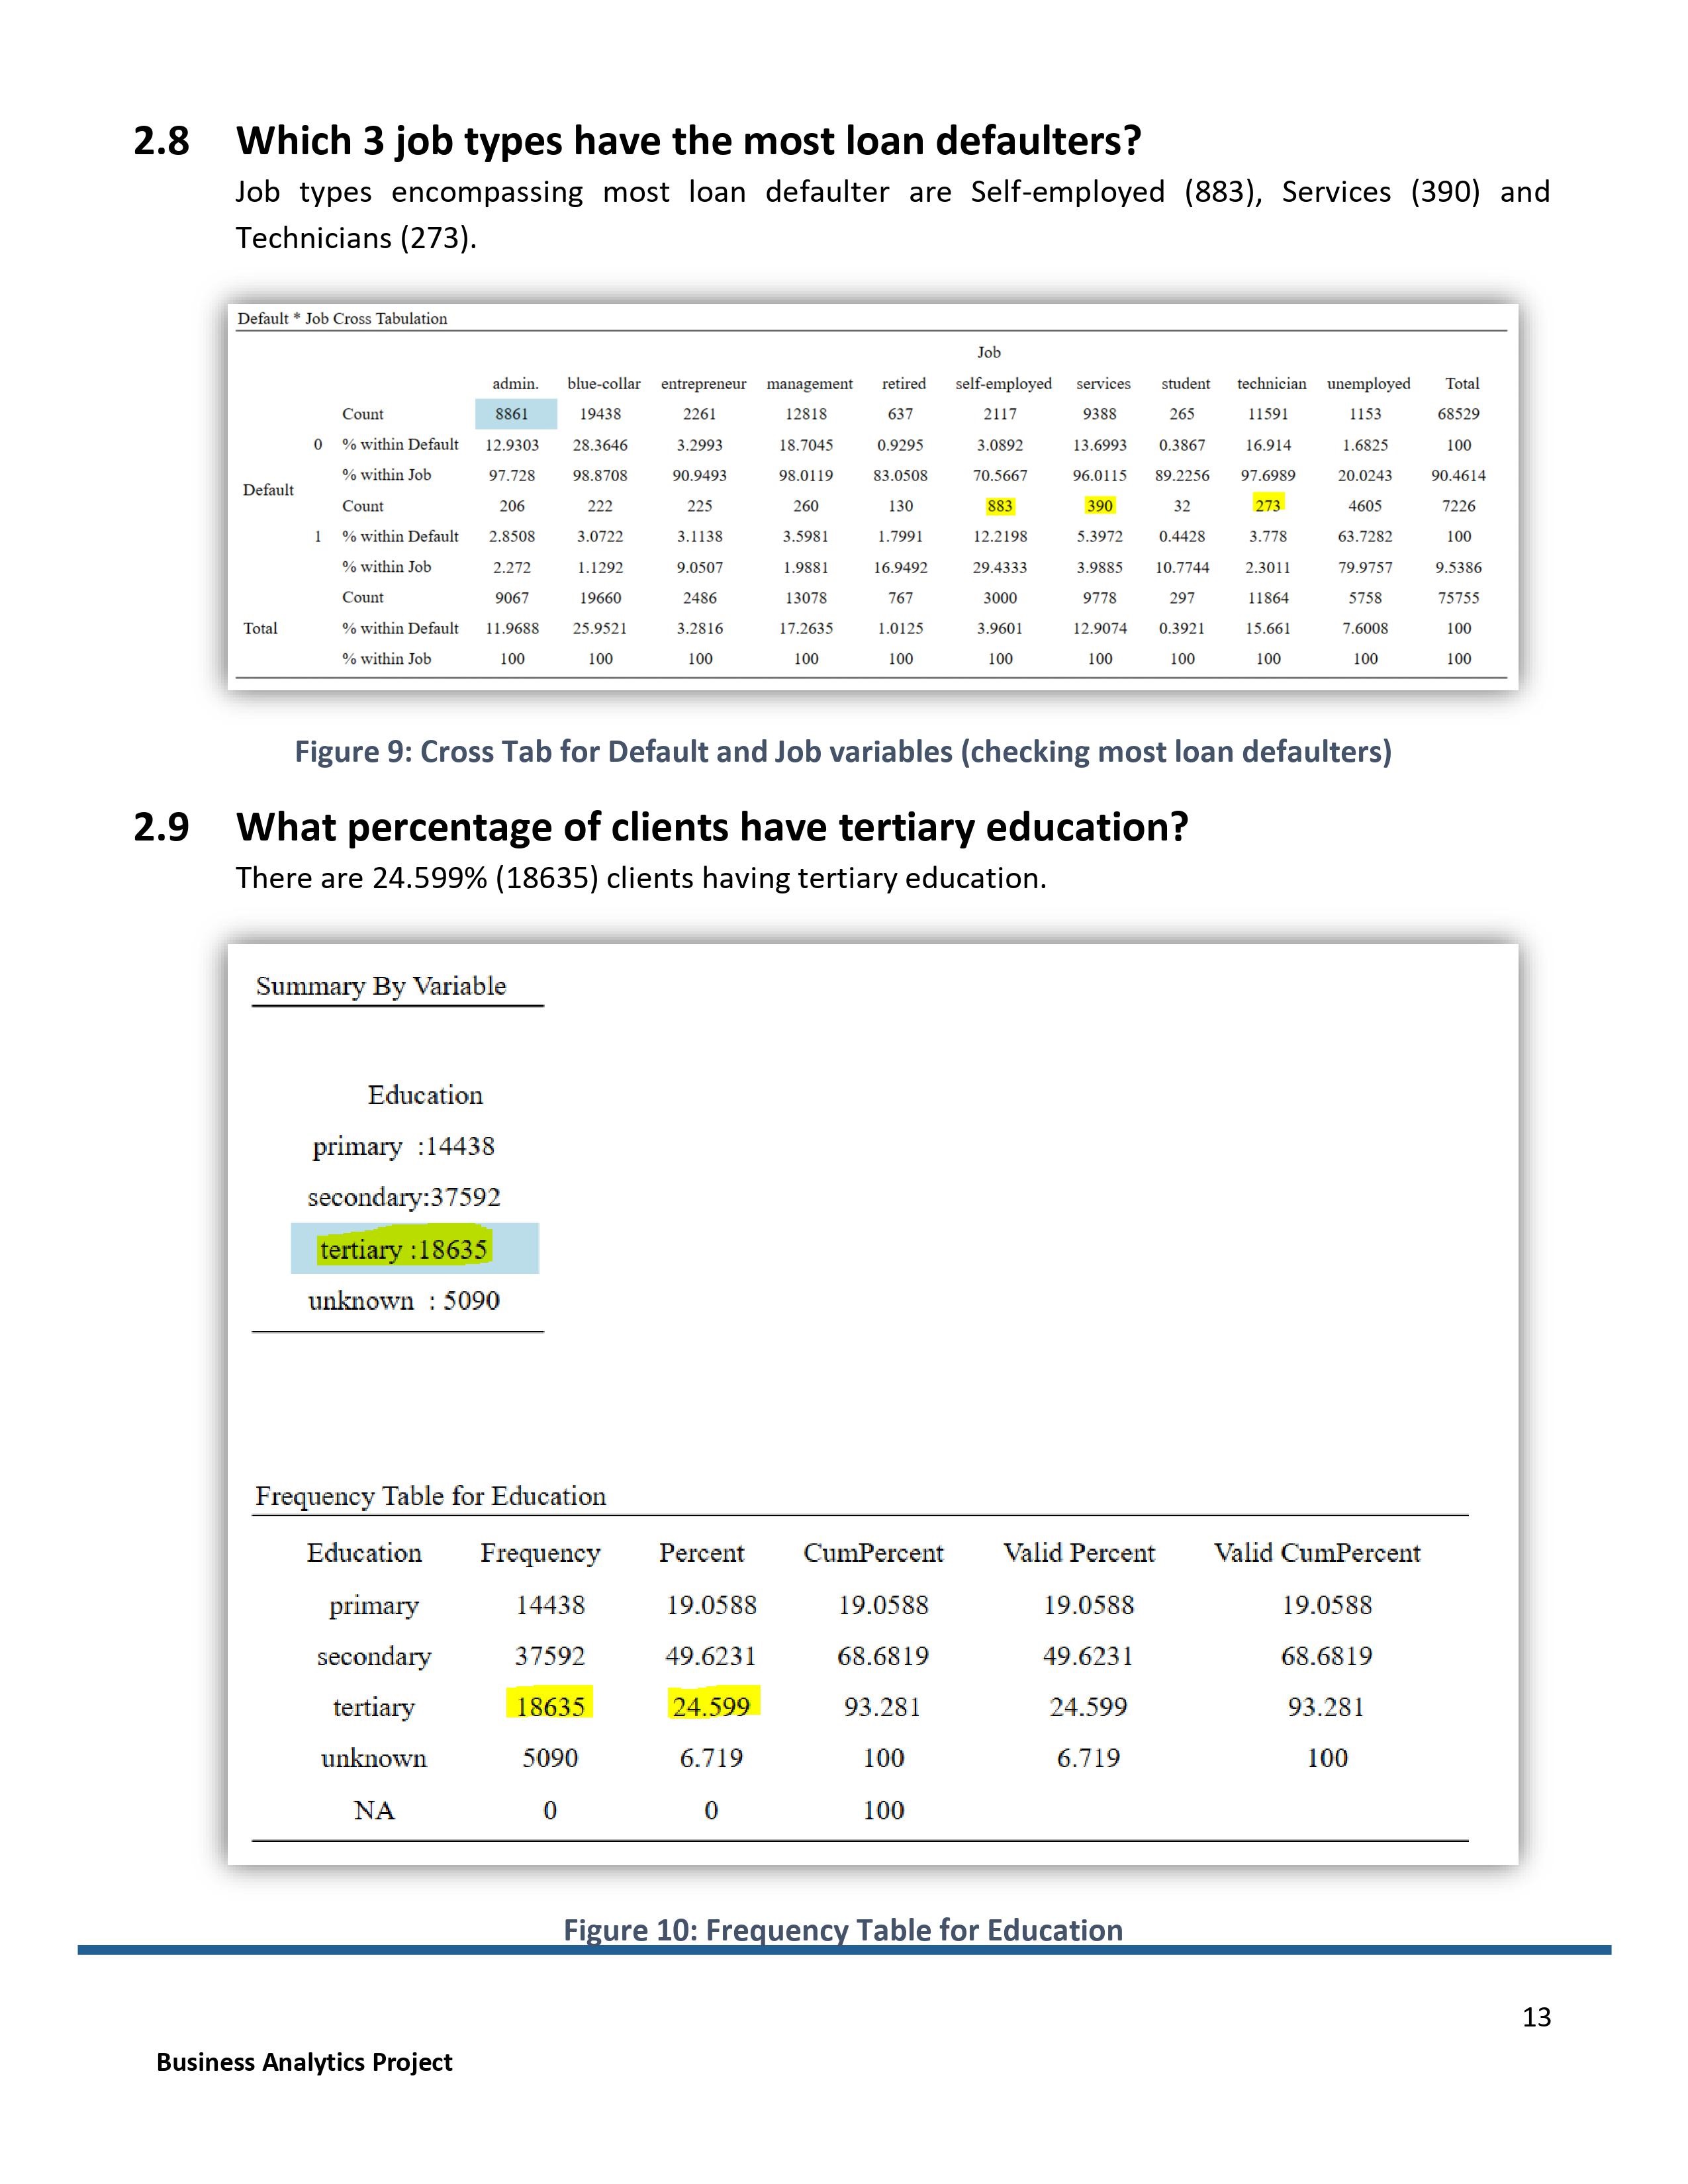 2.8 Which 3 job types have the most loan defaulters?
Job types encompassing most loan defaulter are Self-employed (883), Services (390) and
Technicians (273).
Default * Job Cross Tabulation
Job
admin. blue-collar entrepreneur management retired self-employed services student technician unemployed Total
Count 8861 19438 2261 12818 637 2117 9388 265 11591 1153 68529
0 % within Default 12.9303 28.3646 3.2993 18.7045 0.9295 3.0892 13.6993 0.3867 16.914 1.6825 100
% within Job 97.728 98.8708 90.9493 98.0119 83.0508 70.5667 96.0115 89.2256 97.6989 20.0243 90.4614
Default
Count 206 222 225 260 130 883 390 32 273 4605 7226
1 % within Default 2.8508 3.0722 3.1138 3.5981 1.7991 12.2198 5.3972 0.4428 3.778 63.7282 100
% within Job 2.272 1.1292 9.0507 1.9881 16.9492 29.4333 3.9885 10.7744 2.3011 79.9757 9.5386
Count 9067 19660 2486 13078 767 3000 9778 297 11864 5758 75755
Total % within Default 11.9688 25.9521 3.2816 17.2635 1.0125 3.9601 12.9074 0.3921 15.661 7.6008 100
% within Job 100 100 100 100 100 100 100 100 100 100 100
Figure 9: Cross Tab for Default and Job variables (checking most loan defaulters)
2.9 What percentage of clients have tertiary education?
There are 24.599% (18635) clients having tertiary education.
Summary By Variable
Education
primary :14438
secondary:37592
tertiary :18635
unknown : 5090
Frequency Table for Education
Education Frequency Percent CumPercent Valid Percent Valid CumPercent
primary 14438 19.0588 19.0588 19.0588 19.0588
secondary 37592 49.6231 68.6819 49.6231 68.6819
tertiary 18635 24.599 93.281 24.599 93.281
unknown 5090 6.719 100 6.719 100
NA 0 0 100
Figure 10: Frequency Table for Education
13
Business Analytics Project